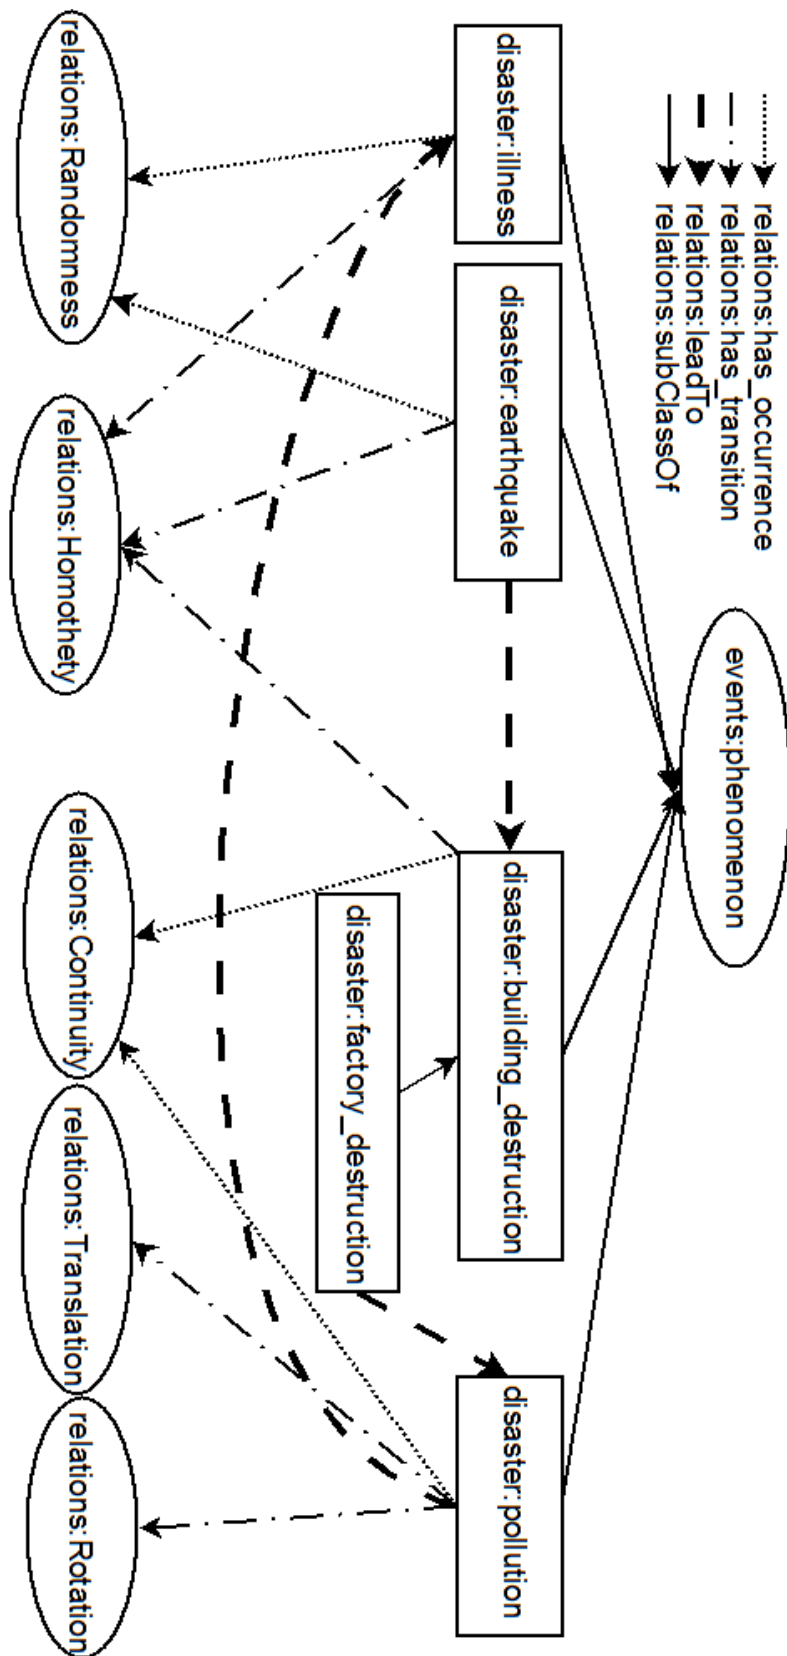 relations:has_occurrence
relations:has_transition
relations:leadTo
relations:subClassOf
events:phenomenon
disaster:illness
disaster:earthquake
disaster:building_destruction
disaster:pollution
disaster:factory_destruction
relations:Randomness
relations:Homothety
relations:Continuity
relations:Translation
relations:Rotation